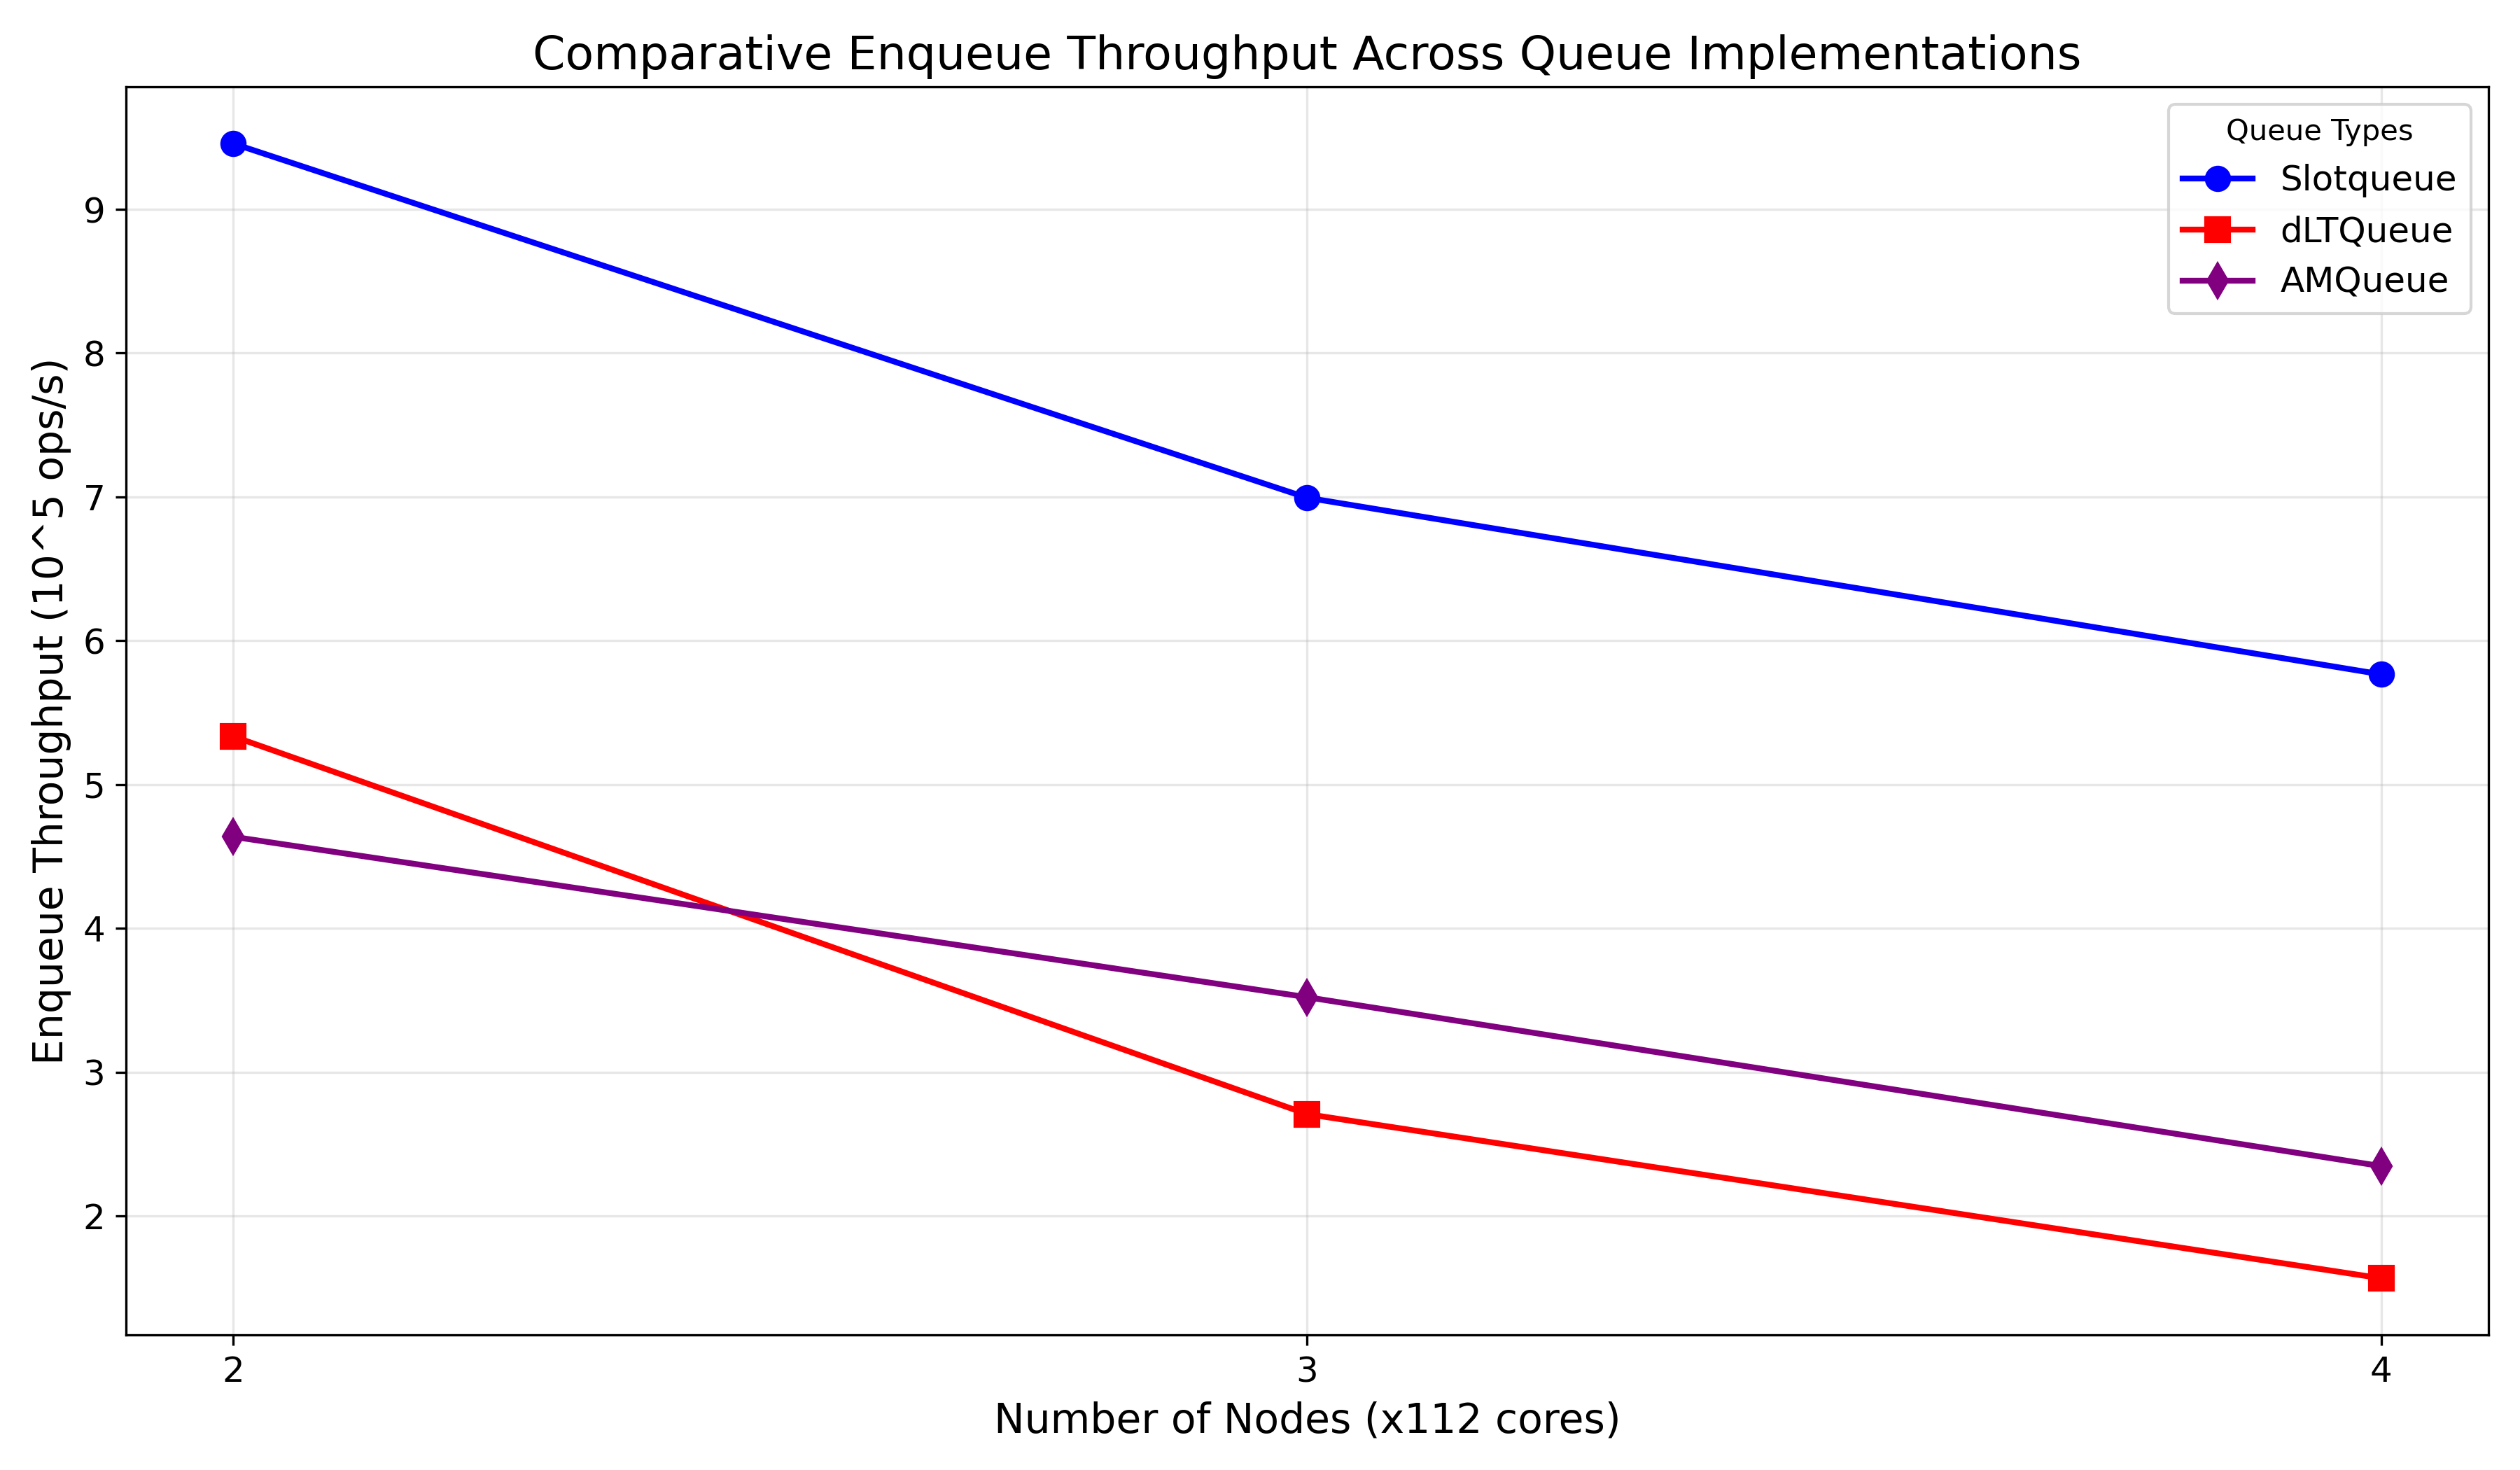 Comparative Enqueue Throughput Across Queue Implementations
Enqueue Throughput (10^5 ops/s)
9
8
7
6
5
4
3
2
Queue Types
Slotqueue
dLTQueue
AMQueue
2
3
4
Number of Nodes (x112 cores)